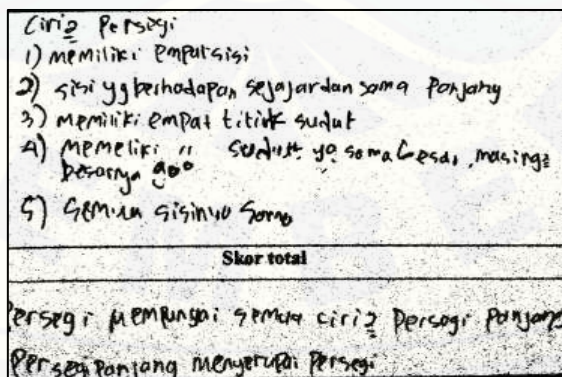 Ciri2 Persegi
1) memiliki empat sisi
2) sisi yg berhadapan sejajar dan sama Panjang
3) memiliki empat titik sudut
4) memeliki " sudut yg sama besar, masing2
besarnya 90°
5) Semua sisinya sama
Skor total
Persegi mempunyai semua ciri2 Persegi Panjang
Persegi Panjang menyerupai Persegi